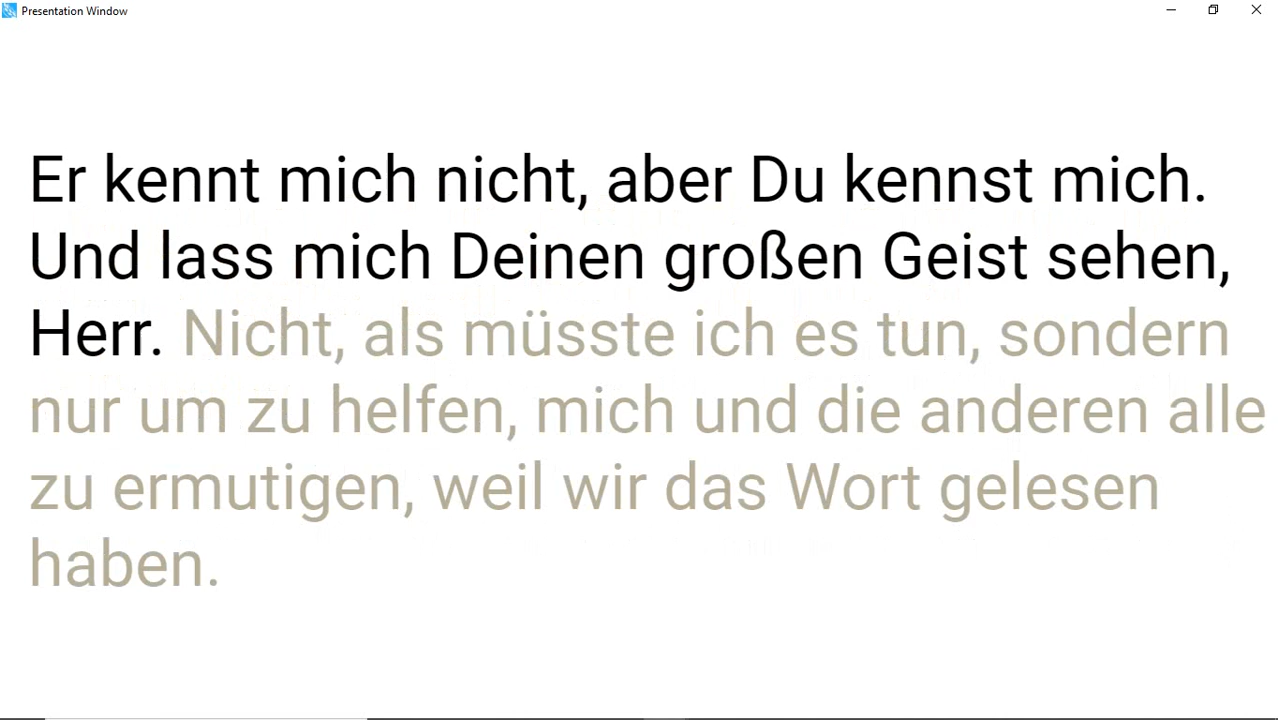 Presentation Window
Er kennt mich nicht, aber Du kennst mich.
Und lass mich Deinen großen Geist sehen,
Herr. Nicht, als müsste ich es tun, sondern
nur um zu helfen, mich und die anderen alle
zu ermutigen, weil wir das Wort gelesen
haben.